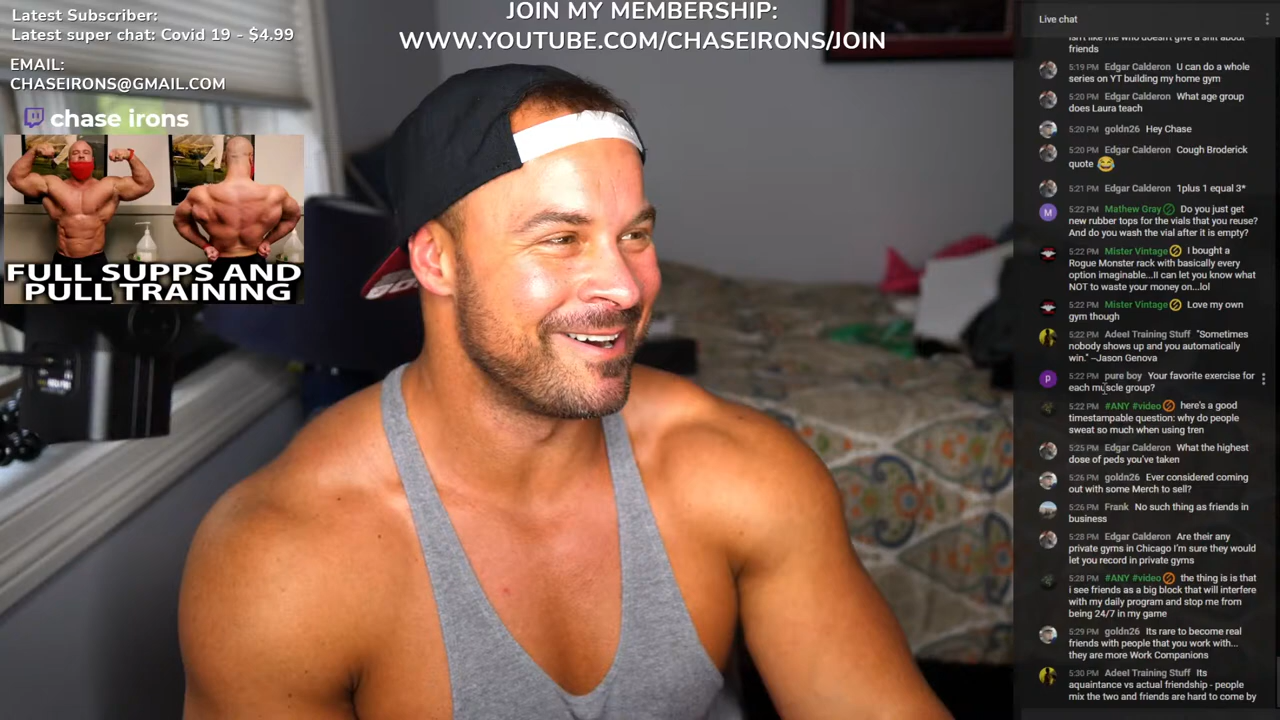 Latest Subscriber:
Latest super chat: Covid 19 - $4.99
EMAIL:
CHASEIRONS@GMAIL.COM
chase irons
FULL SUPPS AND
PULL TRAINING
JOIN MY MEMBERSHIP:
WWW.YOUTUBE.COM/CHASEIRONS/JOIN
Live chat
isn't like me who doesn't give a shit about
friends
5:19 PM Edgar Calderon U can do a whole
series on YT building my home gym
5:20 PM Edgar Calderon What age group
does Laura teach
5:20 PM goldn26 Hey Chase
5:20 PM Edgar Calderon Cough Broderick
quote 😂
5:21 PM Edgar Calderon 1plus 1 equal 3*
M
5:22 PM Mathew Gray Do you just get
new rubber tops for the vials that you reuse?
And do you wash the vial after it is empty?
5:22 PM Mister Vintage I bought a
Rogue Monster rack with basically every
option imaginable...II can let you know what
NOT to waste your money on...lol
5:22 PM Mister Vintage Love my own
gym though
5:22 PM Adeel Training Stuff "Sometimes
nobody shows up and you automatically
win." --Jason Genova
P
5:22 PM pure boy Your favorite exercise for
each muscle group?
5:22 PM #ANY #video here's a good
timestampable question: why do people
sweat so much when using tren
5:25 PM Edgar Calderon What the highest
dose of peds you've taken
5:26 PM goldn26 Ever considered coming
out with some Merch to sell?
5:26 PM Frank No such thing as friends in
business
5:28 PM Edgar Calderon Are their any
private gyms in Chicago I'm sure they would
let you record in private gyms
5:28 PM #ANY #video the thing is is that
i see friends as a big block that will interfere
with my daily program and stop me from
being 24/7 in my game
5:29 PM goldn26 Its rare to become real
friends with people that you work with...
they are more Work Companions
5:30 PM Adeel Training Stuff Its
aquaintance vs actual friendship - people
mix the two and friends are hard to come by